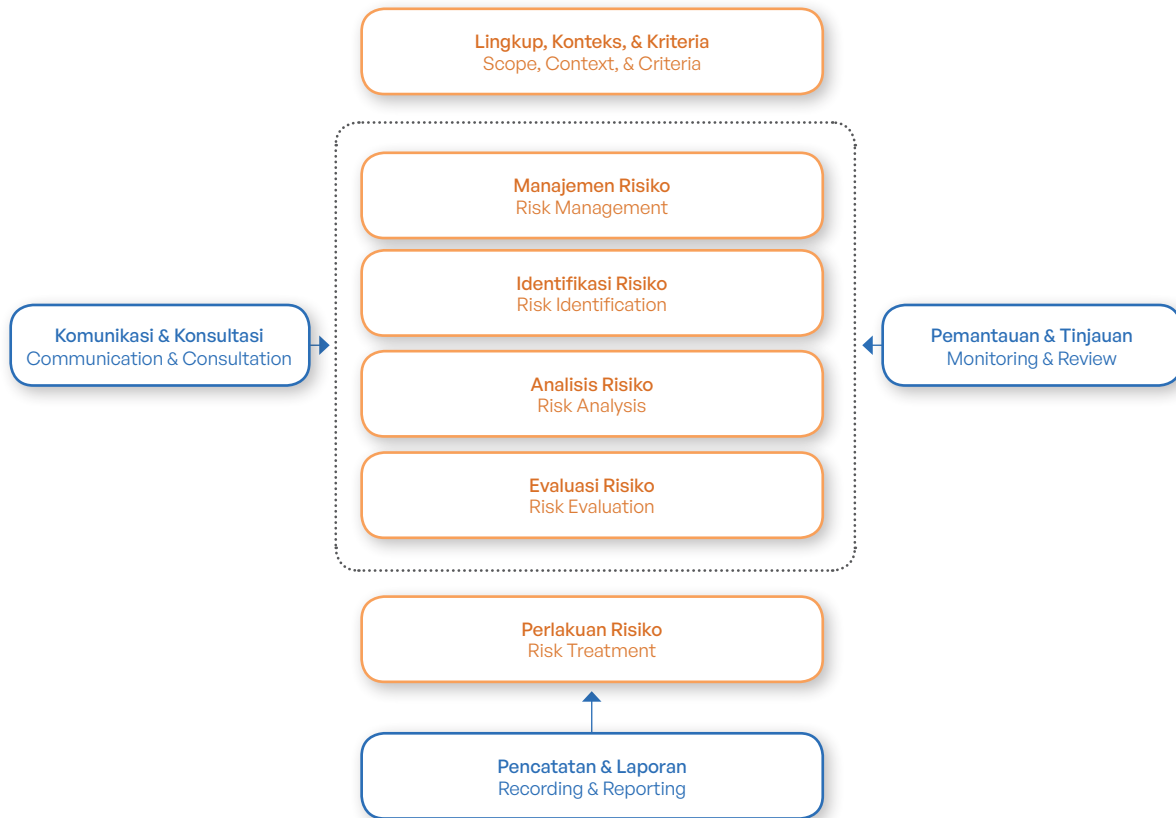 Lingkup, Konteks, & Kriteria
Scope, Context, & Criteria
Manajemen Risiko
Risk Management
Identifikasi Risiko
Risk Identification
Komunikasi & Konsultasi
Communication & Consultation
Pemantauan & Tinjauan
Monitoring & Review
Analisis Risiko
Risk Analysis
Evaluasi Risiko
Risk Evaluation
Perlakuan Risiko
Risk Treatment
Pencatatan & Laporan
Recording & Reporting